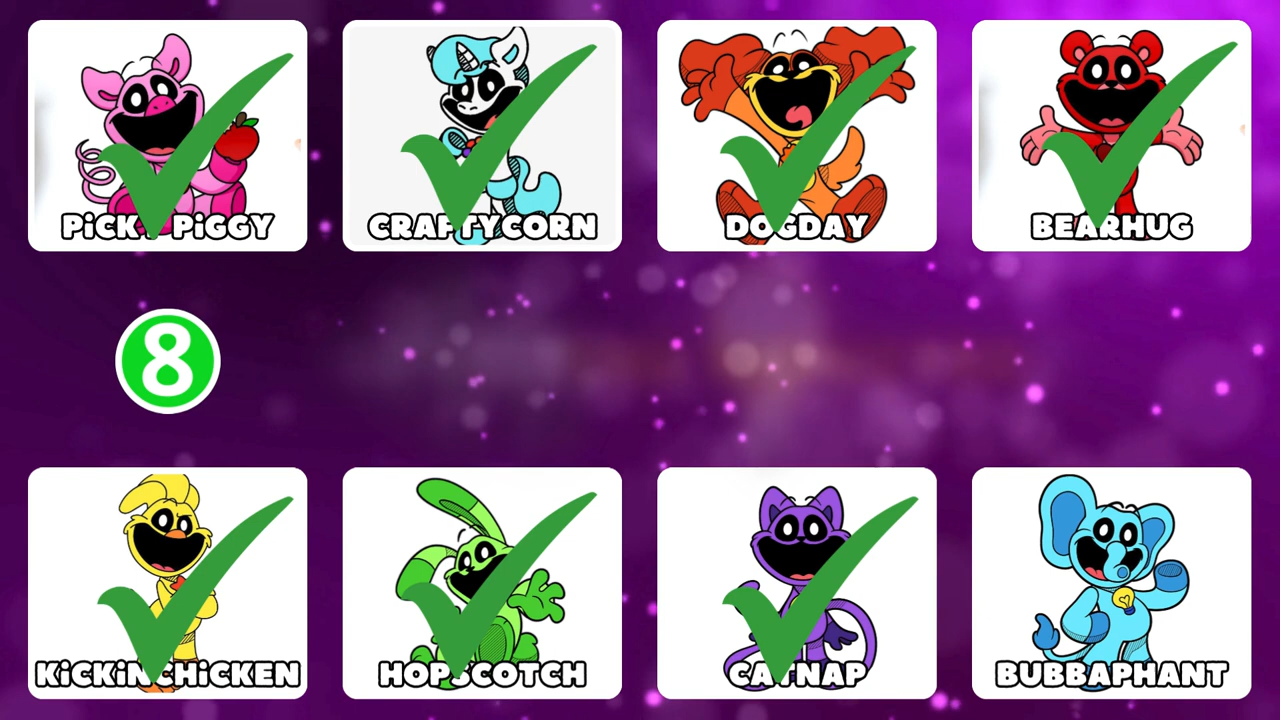 PiCKY PiGGY
CRAFTYCORN
DOGDAY
BEARHUG
8
KiCKiNCHiCKEN
HOPSCOTCH
CATNAP
BUBBAPHANT